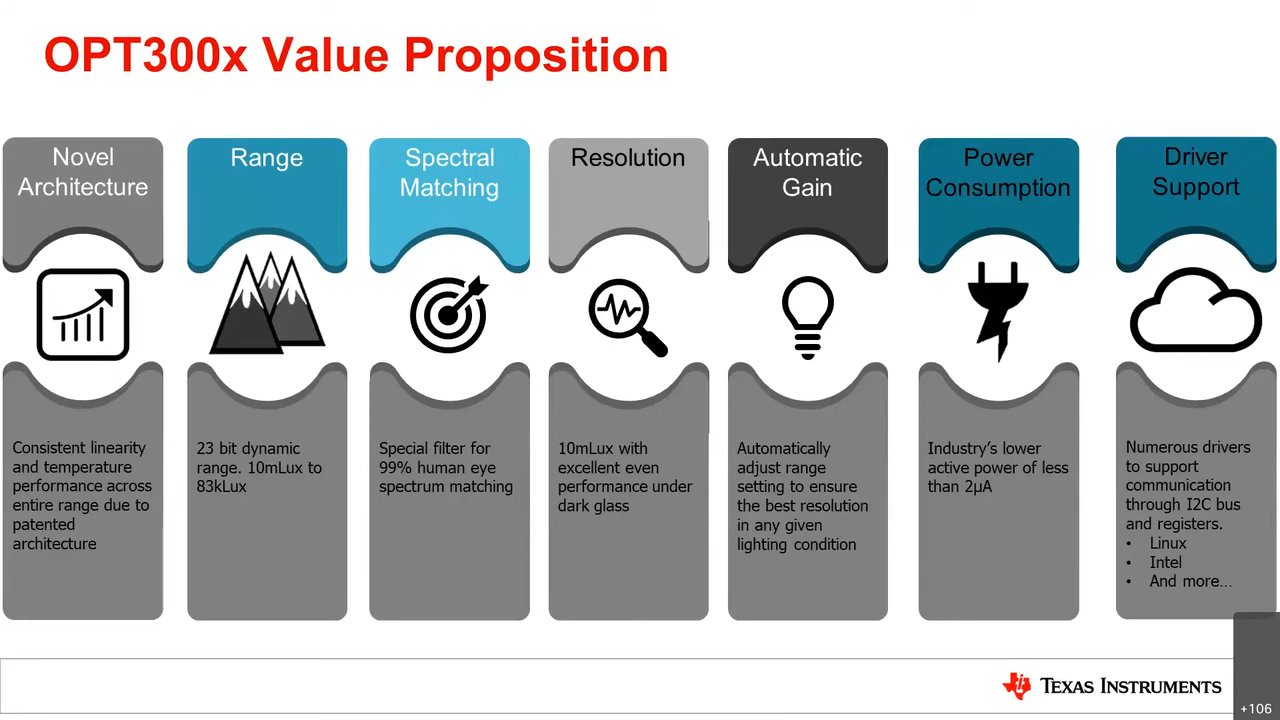 OPT300x Value Proposition
Novel
Architecture
Consistent linearity
and temperature
performance across
entire range due to
patented
architecture
Range
23 bit dynamic
range. 10mLux to
83kLux
Spectral
Matching
Special filter for
99% human eye
spectrum matching
Resolution
10mLux with
excellent even
performance under
dark glass
Automatic
Gain
Automatically
adjust range
setting to ensure
the best resolution
in any given
lighting condition
Power
Consumption
Industry’s lower
active power of less
than 2µA
Driver
Support
Numerous drivers
to support
communication
through I2C bus
and registers.
• Linux
• Intel
• And more…
TEXAS INSTRUMENTS
+106